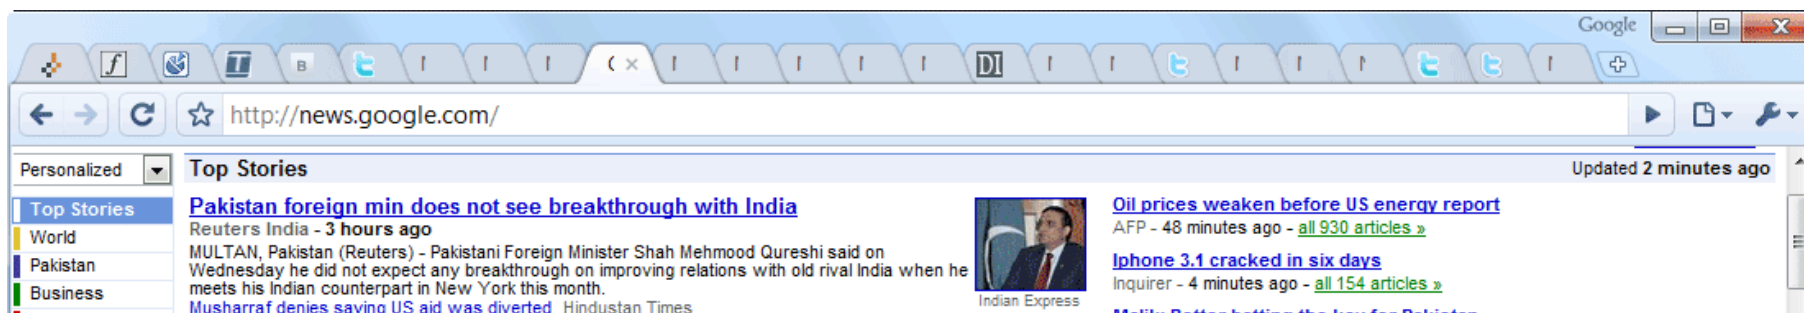 Google
f
T
B
DI
http://news.google.com/
Personalized
Top Stories
Updated 2 minutes ago
Top Stories
World
Pakistan
Business
Pakistan foreign min does not see breakthrough with India
Reuters India - 3 hours ago
MULTAN, Pakistan (Reuters) - Pakistani Foreign Minister Shah Mehmood Qureshi said on
Wednesday he did not expect any breakthrough on improving relations with old rival India when he
meets his Indian counterpart in New York this month.
Musharraf denies saying US aid was diverted Hindustan Times
Indian Express
Oil prices weaken before US energy report
AFP - 48 minutes ago - all 930 articles »
Iphone 3.1 cracked in six days
Inquirer - 4 minutes ago - all 154 articles »